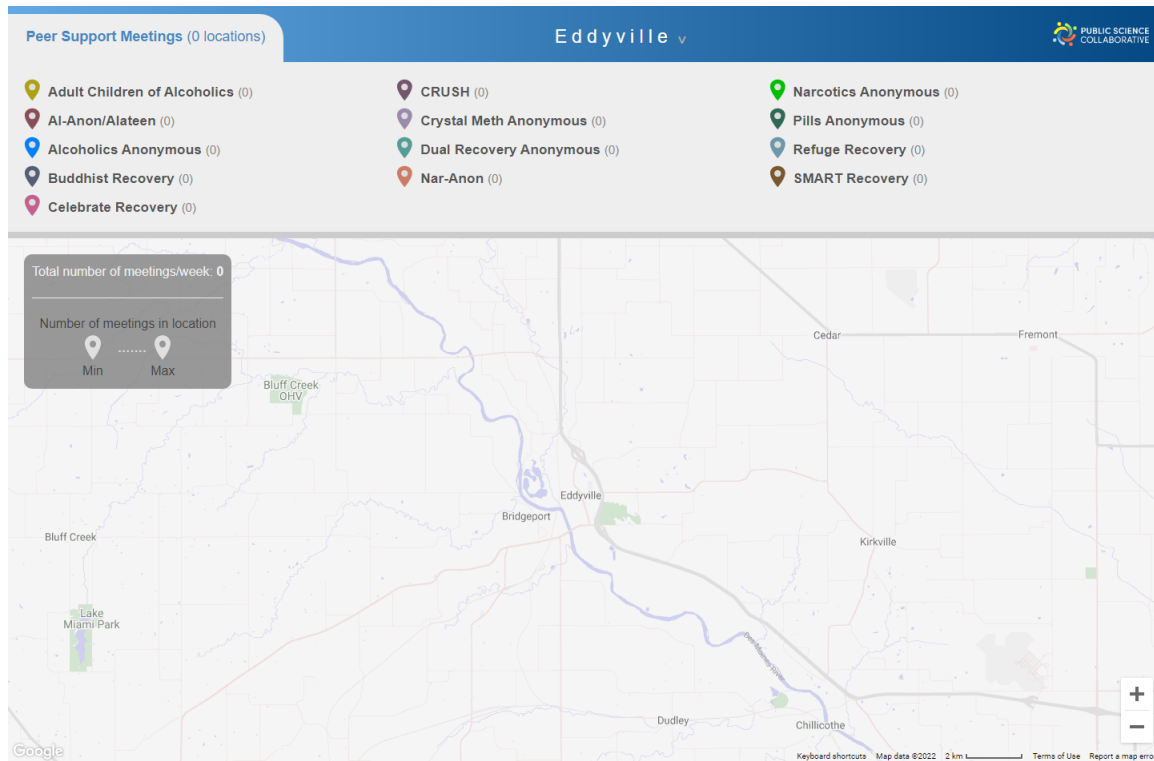 Peer Support Meetings (0 locations)
Eddyville v
PUBLIC SCIENCE
COLLABORATIVE
Adult Children of Alcoholics (0)
Al-Anon/Alateen (0)
Alcoholics Anonymous (0)
Buddhist Recovery (0)
Celebrate Recovery (0)
CRUSH (0)
Crystal Meth Anonymous (0)
Dual Recovery Anonymous (0)
Nar-Anon (0)
Narcotics Anonymous (0)
Pills Anonymous (0)
Refuge Recovery (0)
SMART Recovery (0)
Total number of meetings/week: 0
Number of meetings in location
Min ....... Max
Cedar
Fremont
Bluff Creek
OHV
Eddyville
Bridgeport
Bluff Creek
Kirkville
Lake
Miami Park
Des Moines River
Dudley
Chillicothe
+
−
Google
Keyboard shortcuts Map data ©2022 2 km Terms of Use Report a map erro